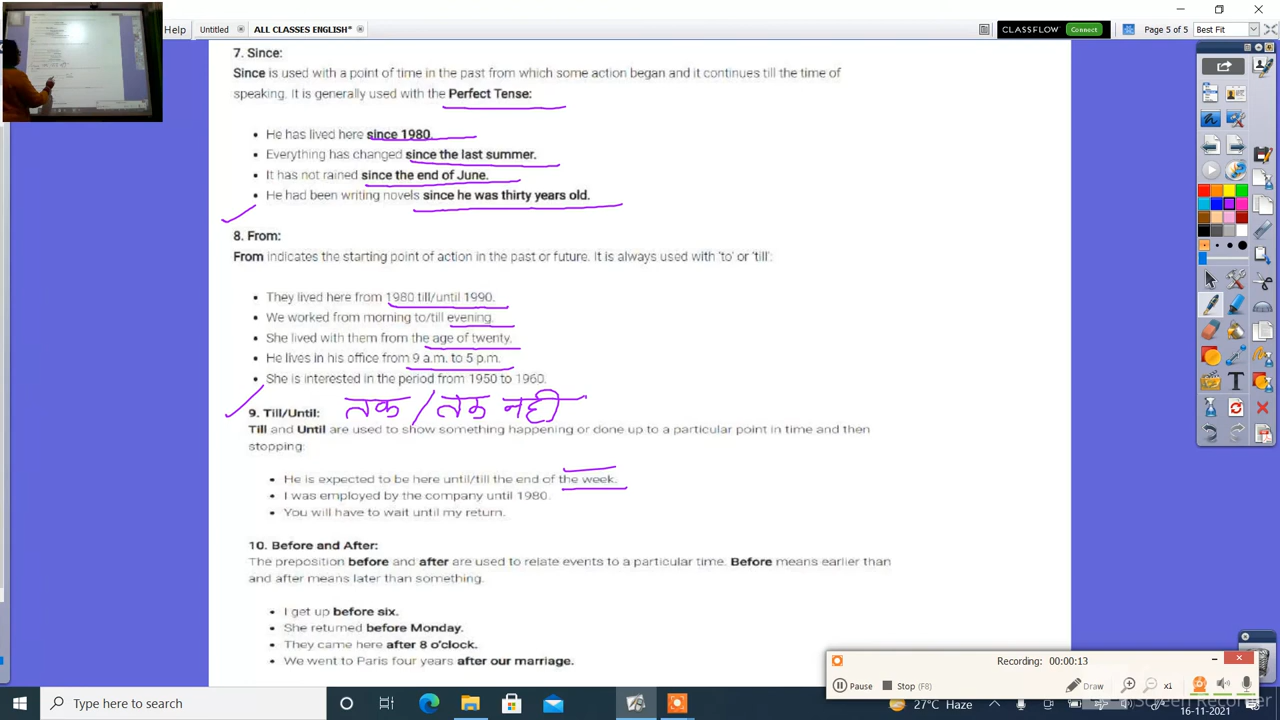 Help Untitled ALL CLASSES ENGLISH* CLASSFLOW Connect Page 5 of 5 Best Fit
7. Since:
Since is used with a point of time in the past from which some action began and it continues till the time of
speaking. It is generally used with the Perfect Tense:
• He has lived here since 1980.
• Everything has changed since the last summer.
• It has not rained since the end of June.
• He had been writing novels since he was thirty years old.
8. From:
From indicates the starting point of action in the past or future. It is always used with 'to' or 'till':
• They lived here from 1980 till/until 1990.
• We worked from morning to/till evening.
• She lived with them from the age of twenty.
• He lives in his office from 9 a.m. to 5 p.m.
• She is interested in the period from 1950 to 1960.
9. Till/Until: तक / तक नही
Till and Until are used to show something happening or done up to a particular point in time and then
stopping:
• He is expected to be here until/till the end of the week.
• I was employed by the company until 1980.
• You will have to wait until my return.
10. Before and After:
The preposition before and after are used to relate events to a particular time. Before means earlier than
and after means later than something.
• I get up before six.
• She returned before Monday.
• They came here after 8 o'clock.
• We went to Paris four years after our marriage.
Recording: 00:00:13
Pause Stop (F8) Draw x1
Type here to search 27°C Haze 16-11-2021
Screen Recorder